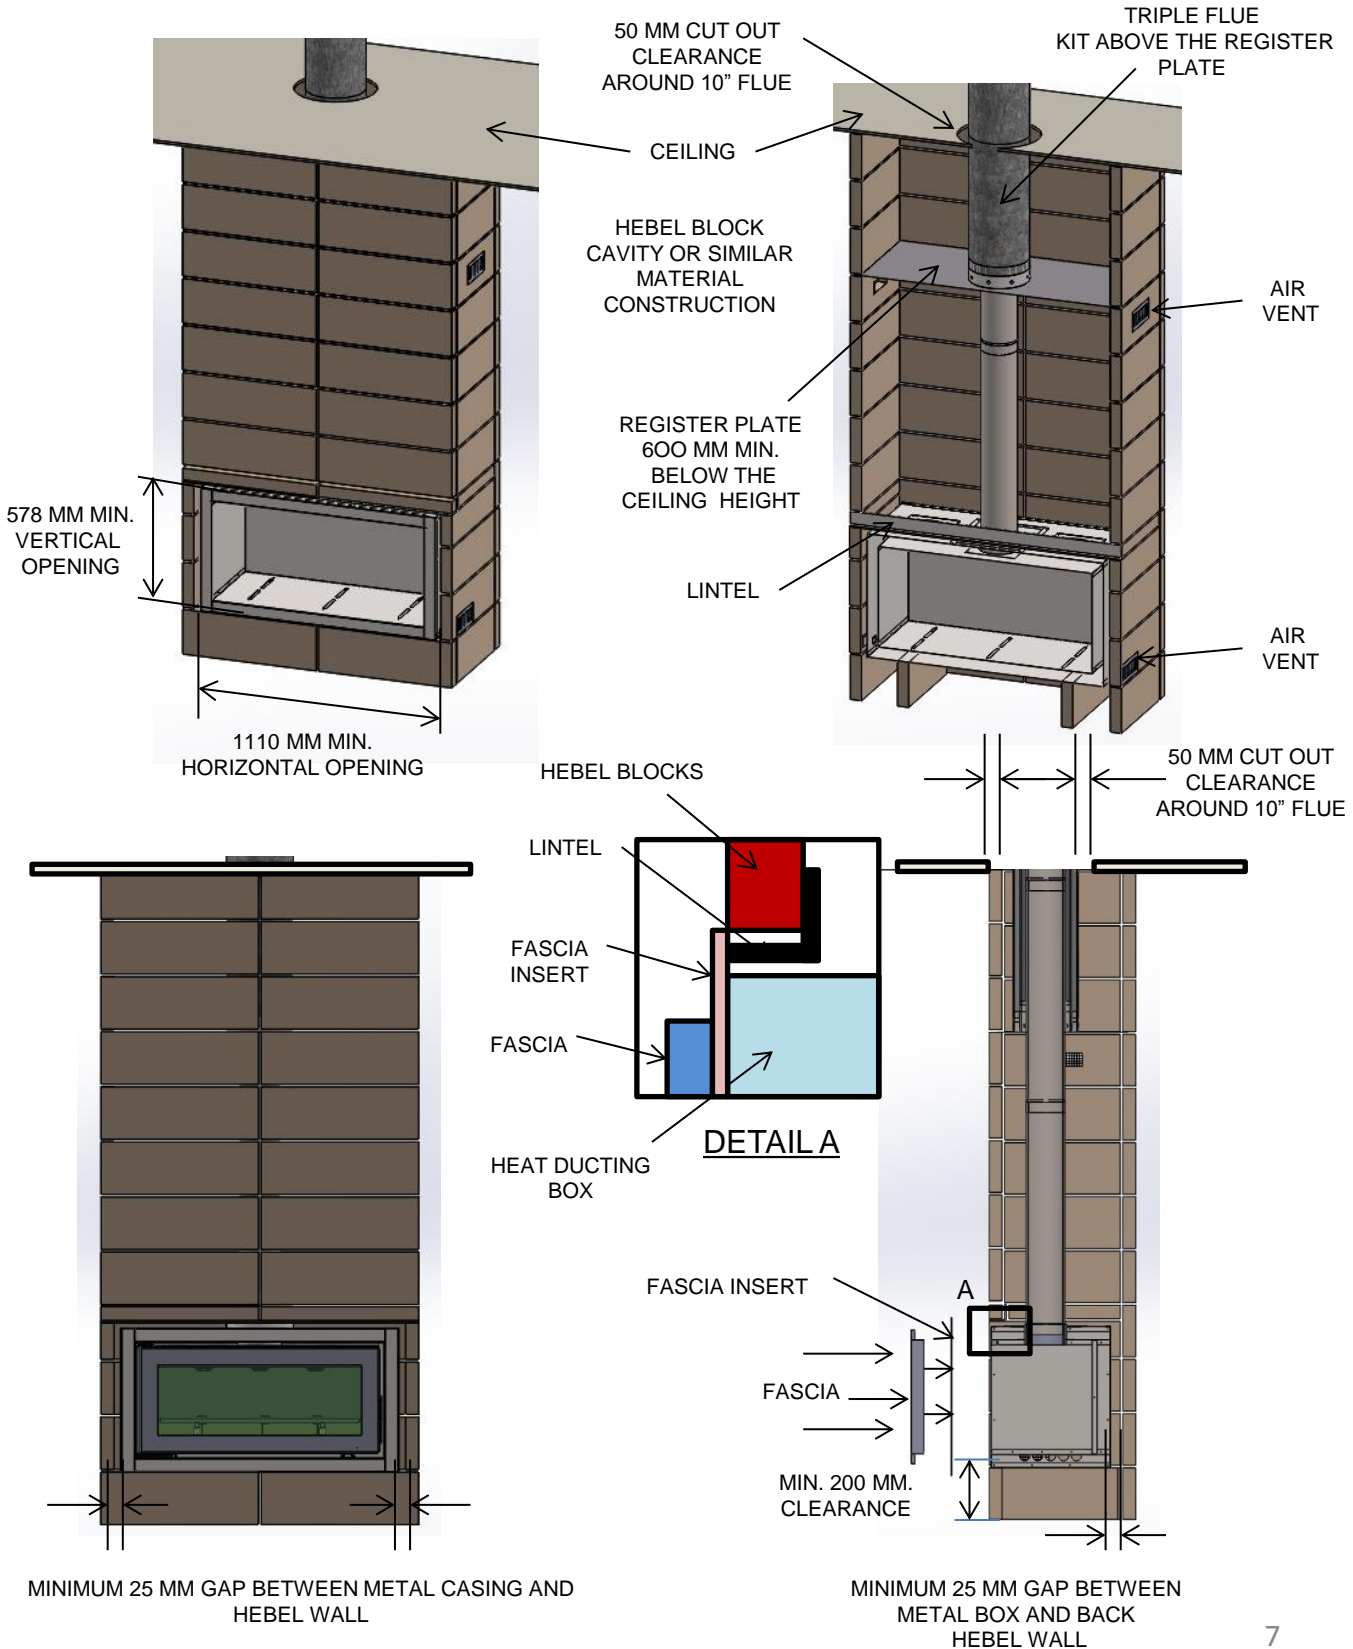 50 MM CUT OUT
CLEARANCE
AROUND 10” FLUE
TRIPLE FLUE
KIT ABOVE THE REGISTER
PLATE
CEILING
HEBEL BLOCK
CAVITY OR SIMILAR
MATERIAL
CONSTRUCTION
AIR
VENT
REGISTER PLATE
6OO MM MIN.
BELOW THE
CEILING HEIGHT
578 MM MIN.
VERTICAL
OPENING
LINTEL
AIR
VENT
1110 MM MIN.
HORIZONTAL OPENING
50 MM CUT OUT
CLEARANCE
AROUND 10” FLUE
HEBEL BLOCKS
LINTEL
FASCIA
INSERT
FASCIA
HEAT DUCTING
BOX
DETAIL A
FASCIA INSERT
A
FASCIA
MIN. 200 MM.
CLEARANCE
MINIMUM 25 MM GAP BETWEEN METAL CASING AND
HEBEL WALL
MINIMUM 25 MM GAP BETWEEN
METAL BOX AND BACK
HEBEL WALL
7